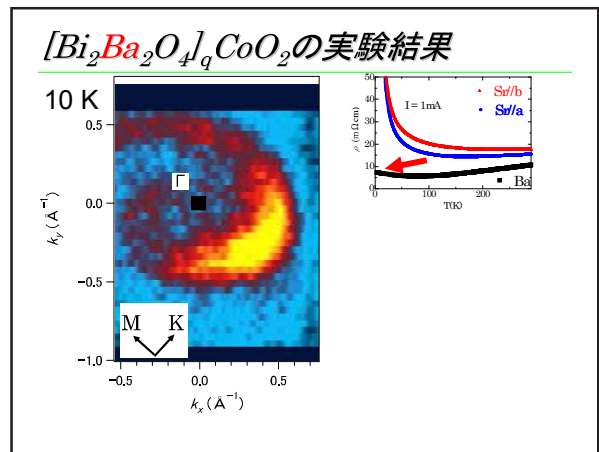 [Bi2Ba2O4]qCoO2の実験結果
10 K
0.5
0.0
−0.5
−1.0
ky (Å−1)
Γ
M K
−0.5 0.0 0.5
kx (Å−1)
50
40
30
20
10
0
ρ (mΩcm)
I = 1mA
Sr//b
Sr//a
Ba
0 100 200
T(K)